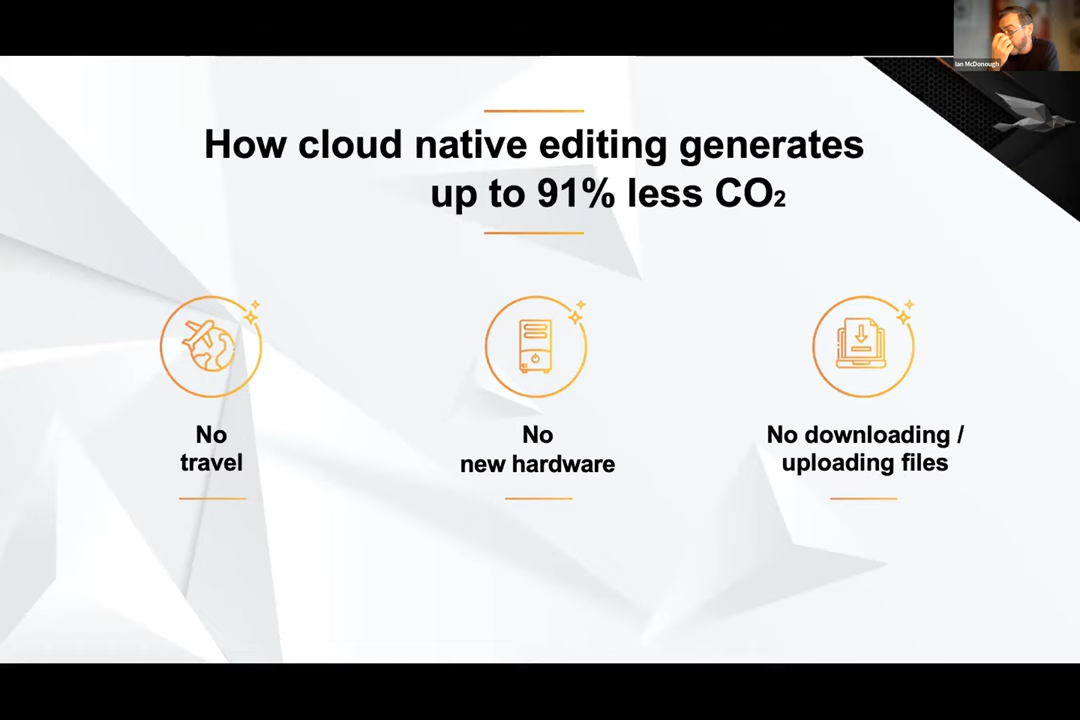 Ian McDonough
How cloud native editing generates
up to 91% less CO₂
No
travel
No
new hardware
No downloading /
uploading files